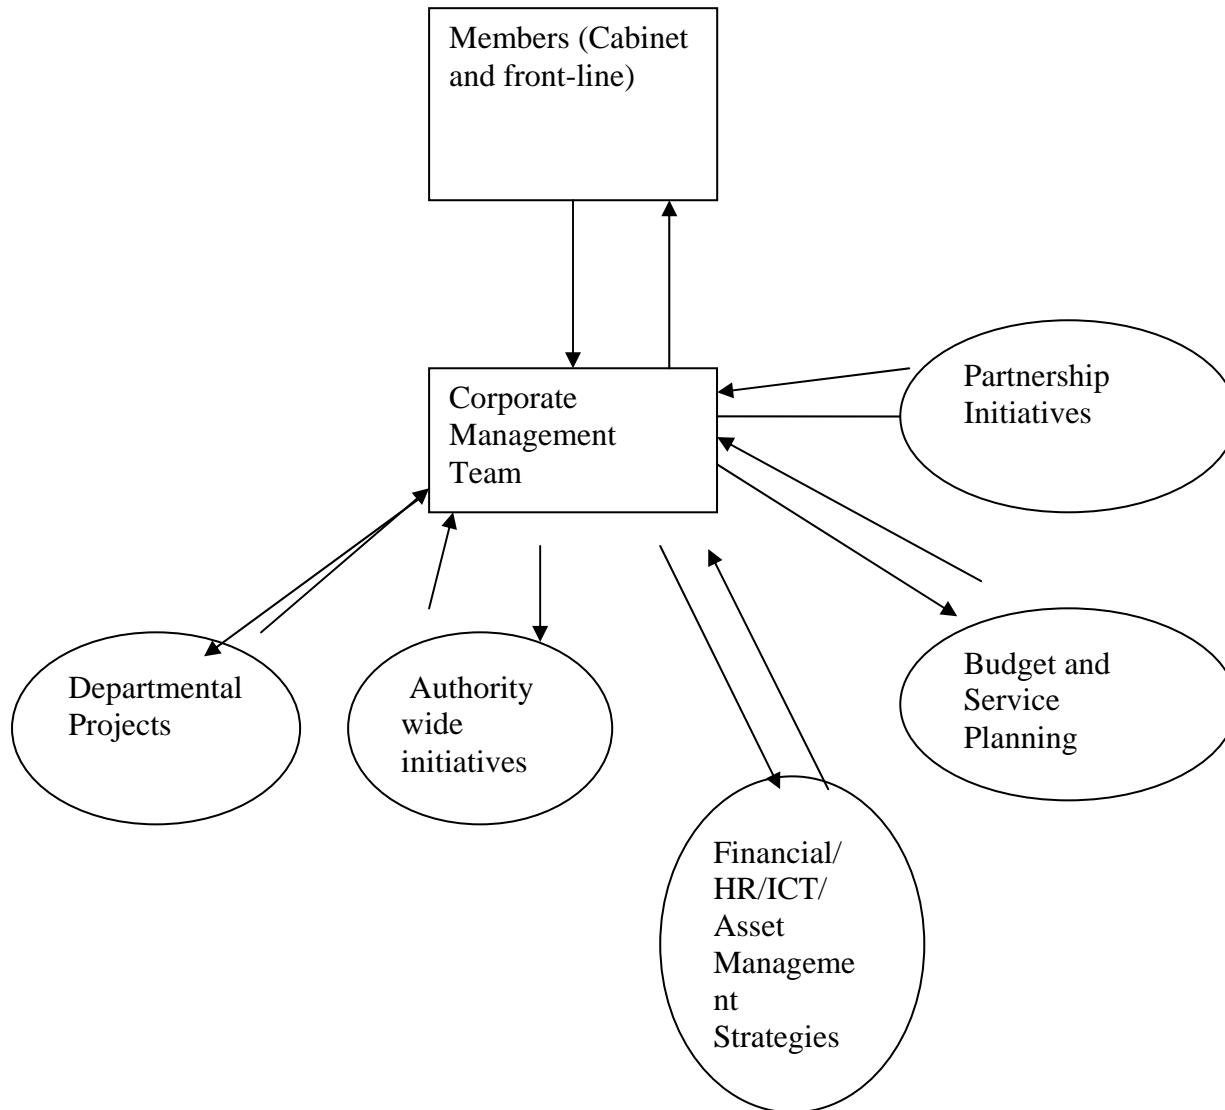 Members (Cabinet
and front-line)
Corporate
Management
Team
Partnership
Initiatives
Departmental
Projects
Authority
wide
initiatives
Budget and
Service
Planning
Financial/
HR/ICT/
Asset
Manageme
nt
Strategies